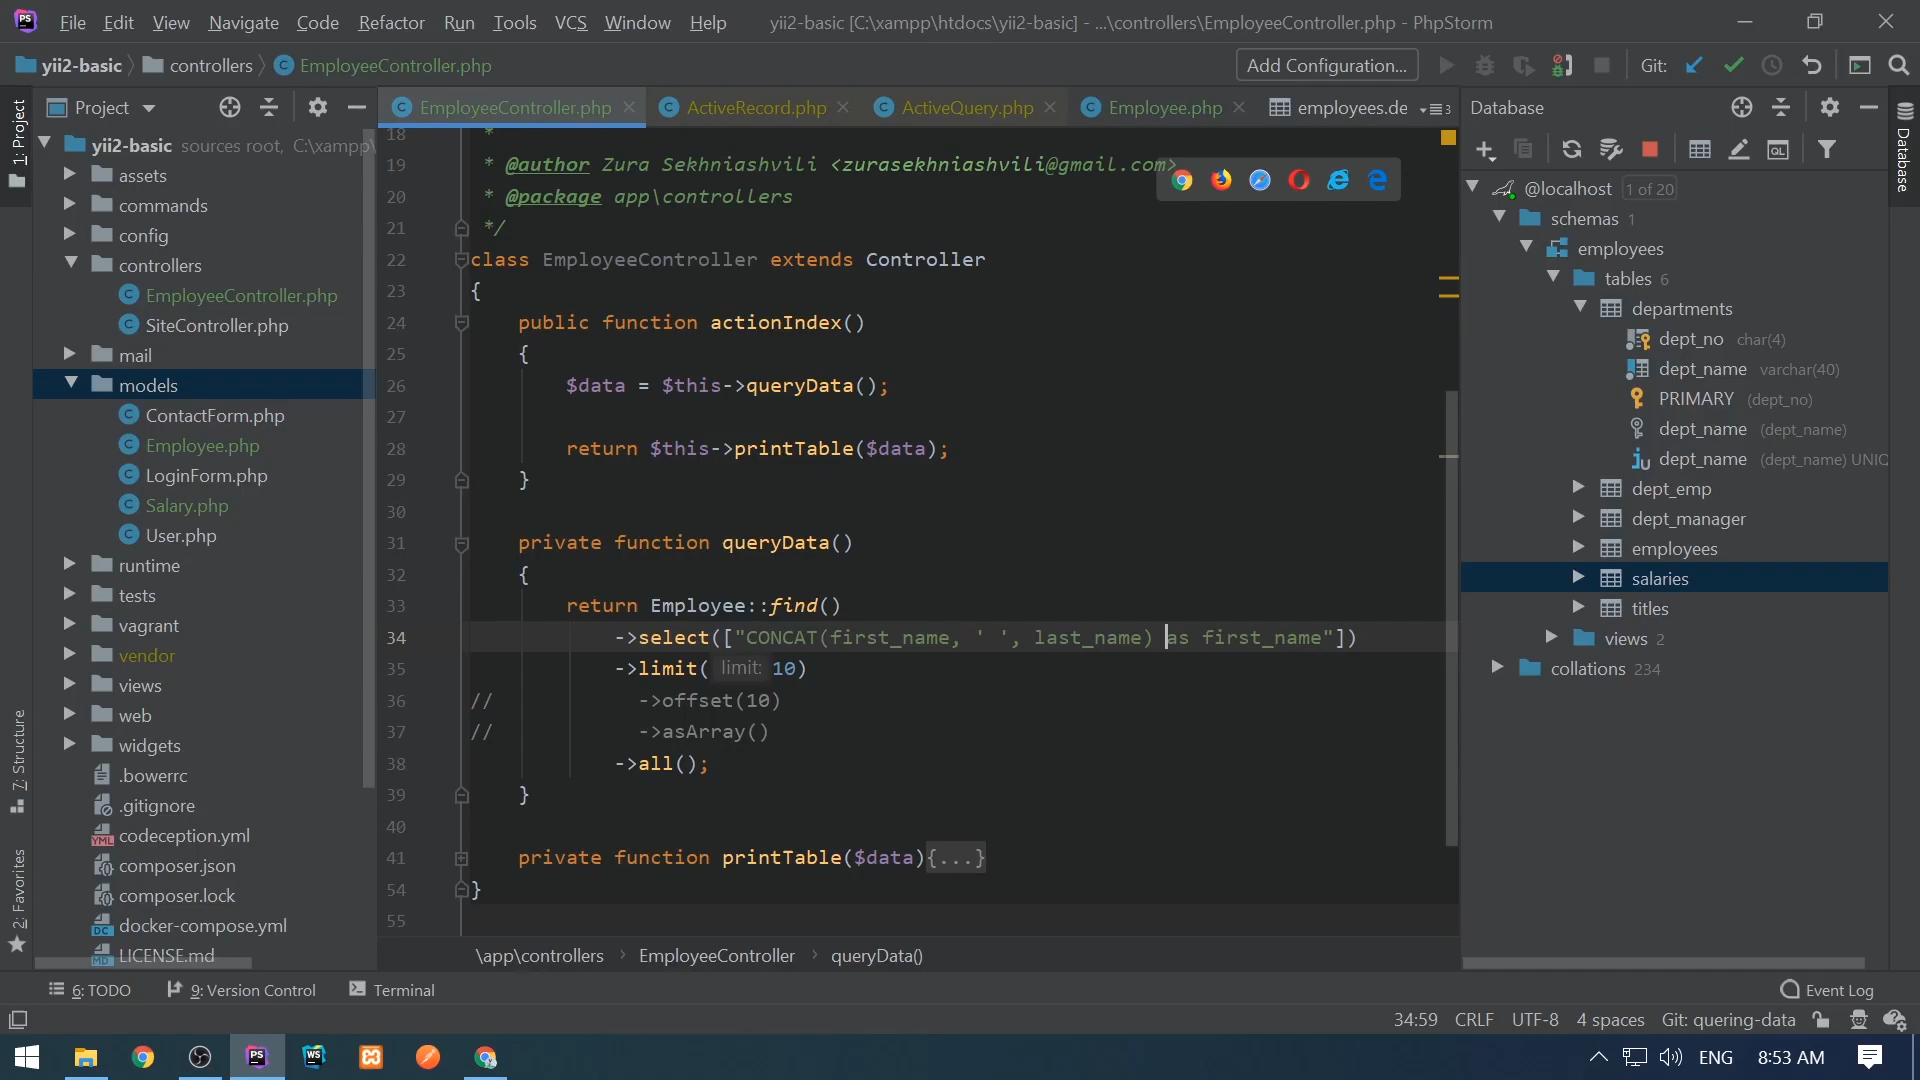 PS File Edit View Navigate Code Refactor Run Tools VCS Window Help yii2-basic [C:\xampp\htdocs\yii2-basic] - ...\controllers\EmployeeController.php - PhpStorm
yii2-basic controllers EmployeeController.php Add Configuration... Git:
Project EmployeeController.php ActiveRecord.php ActiveQuery.php Employee.php employees.de 3 Database
1: Project
yii2-basic sources root, C:\xampp\
assets
commands
config
controllers
EmployeeController.php
SiteController.php
mail
models
ContactForm.php
Employee.php
LoginForm.php
Salary.php
User.php
runtime
tests
vagrant
vendor
views
web
widgets
.bowerrc
.gitignore
codeception.yml
composer.json
composer.lock
docker-compose.yml
LICENSE.md
7: Structure
2: Favorites
18 *
19 * @author Zura Sekhniashvili <zurasekhniashvili@gmail.com>
20 * @package app\controllers
21 */
22 class EmployeeController extends Controller
23 {
24 public function actionIndex()
25 {
26 $data = $this->queryData();
27
28 return $this->printTable($data);
29 }
30
31 private function queryData()
32 {
33 return Employee::find()
34 ->select(["CONCAT(first_name, ' ', last_name) as first_name"])
35 ->limit( limit: 10)
36 // ->offset(10)
37 // ->asArray()
38 ->all();
39 }
40
41 private function printTable($data){...}
54 }
55
\app\controllers › EmployeeController › queryData()
QL
@localhost 1 of 20
schemas 1
employees
tables 6
departments
dept_no char(4)
dept_name varchar(40)
PRIMARY (dept_no)
dept_name (dept_name)
dept_name (dept_name) UNIQ
dept_emp
dept_manager
employees
salaries
titles
views 2
collations 234
Database
6: TODO 9: Version Control Terminal Event Log
34:59 CRLF UTF-8 4 spaces Git: quering-data
PS WS ENG 8:53 AM